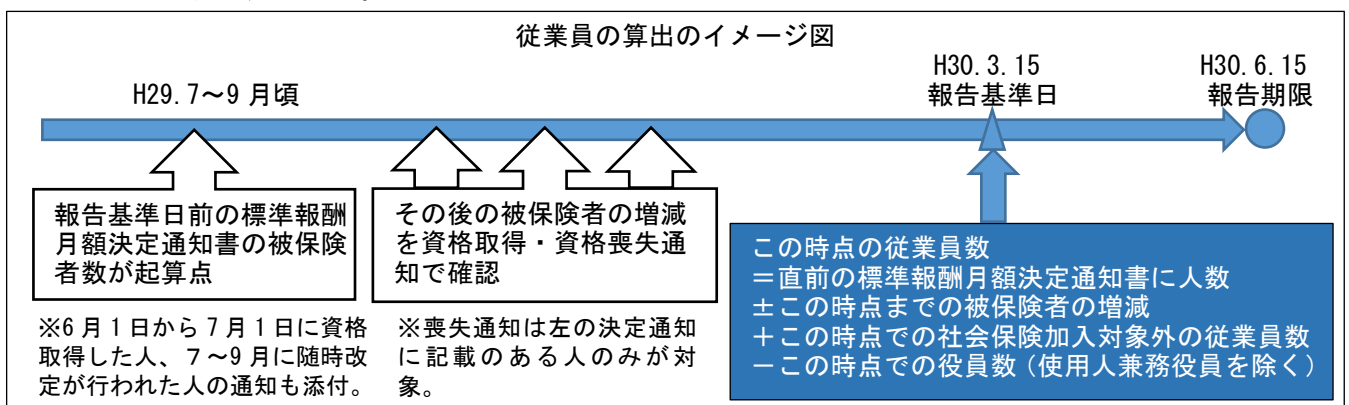 従業員の算出のイメージ図
H29.7～9月頃
H30.3.15
報告基準日
H30.6.15
報告期限
報告基準日前の標準報酬
月額決定通知書の被保険
者数が起算点
※6月1日から7月1日に資格
取得した人、7～9月に随時改
定が行われた人の通知も添付。
その後の被保険者の増減
を資格取得・資格喪失通
知で確認
※喪失通知は左の決定通知
に記載のある人のみが対
象。
この時点の従業員数
＝直前の標準報酬月額決定通知書に人数
±この時点までの被保険者の増減
＋この時点での社会保険加入対象外の従業員数
－この時点での役員数（使用人兼務役員を除く）